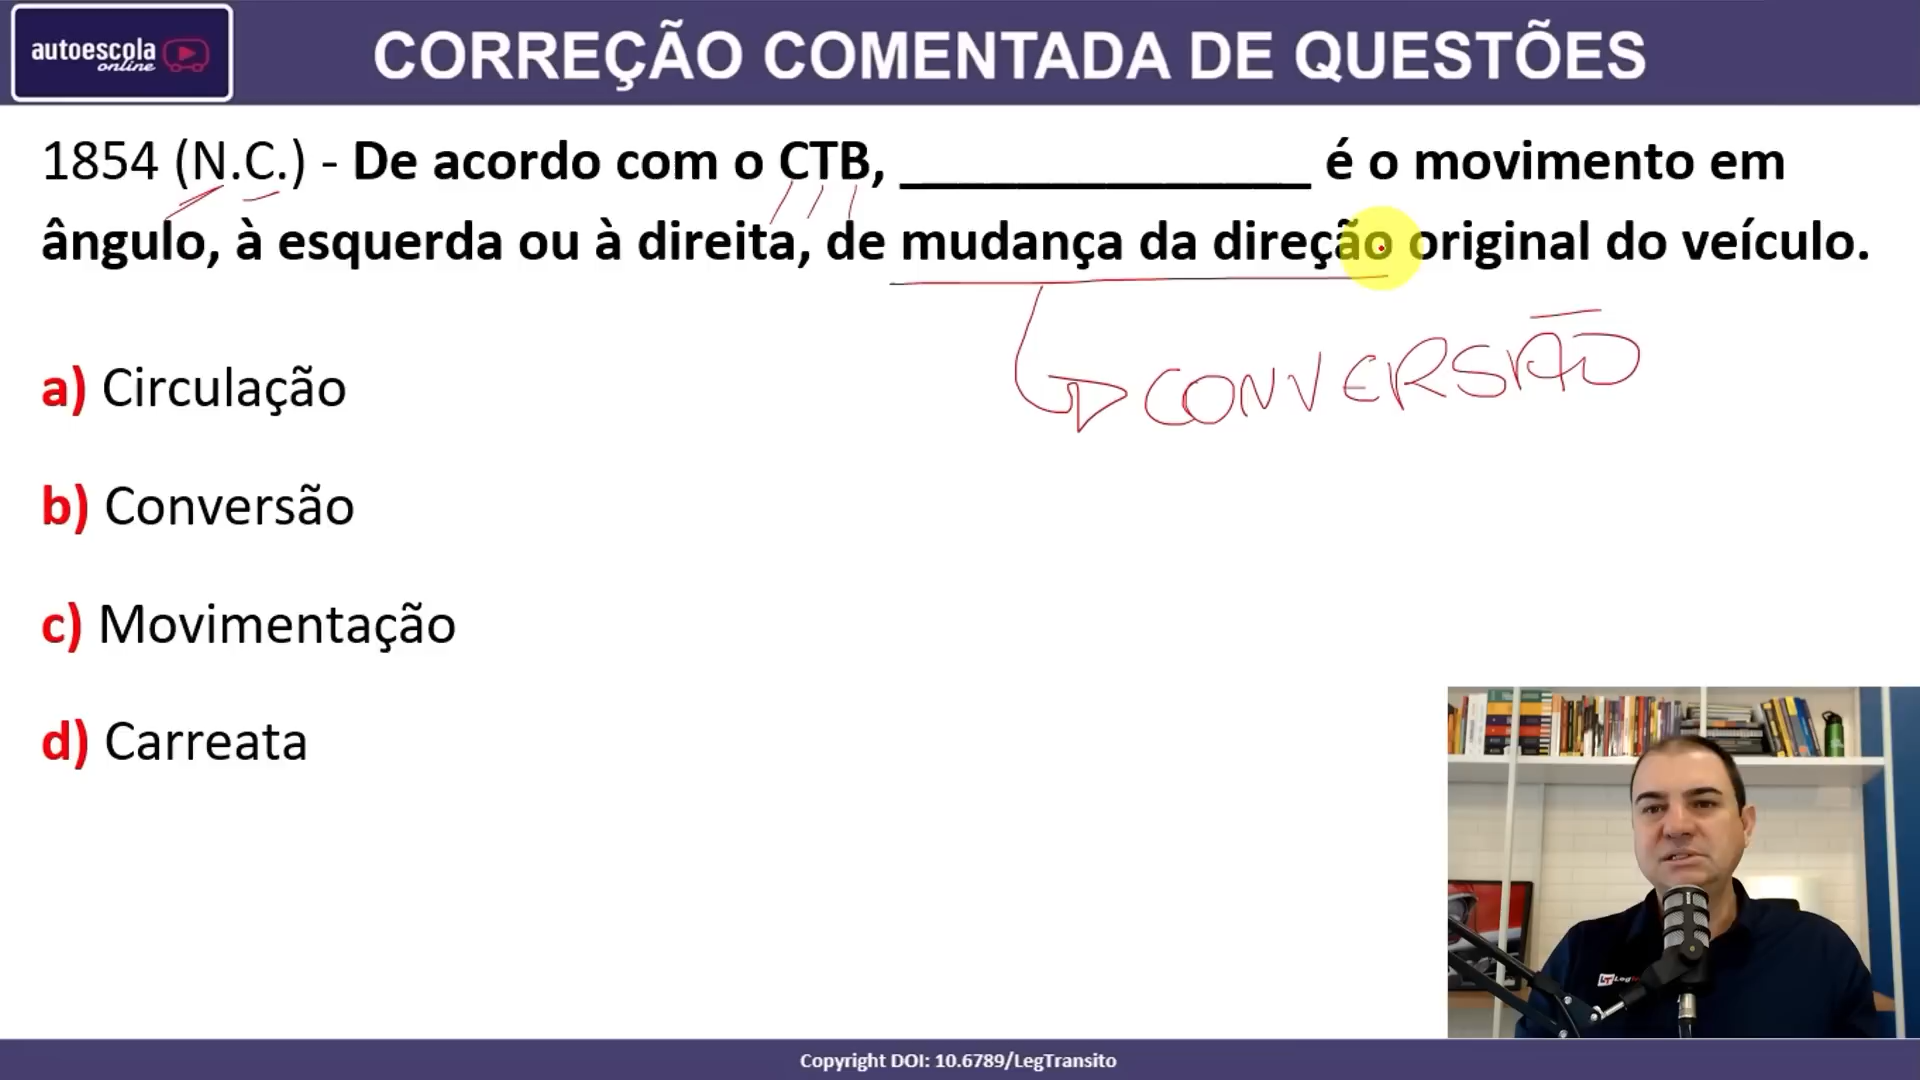 autoescola
online
CORREÇÃO COMENTADA DE QUESTÕES
1854 (N.C.) - De acordo com o CTB, ______________ é o movimento em
ângulo, à esquerda ou à direita, de mudança da direção original do veículo.
CONVERSÃO
a) Circulação
b) Conversão
c) Movimentação
d) Carreata
Copyright DOI: 10.6789/LegTransito